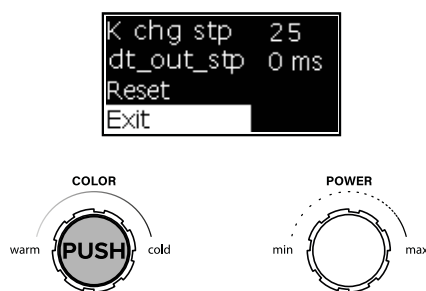 K chg stp 25
dt_out_stp 0 ms
Reset
Exit
COLOR
POWER
warm
PUSH
cold
min
max